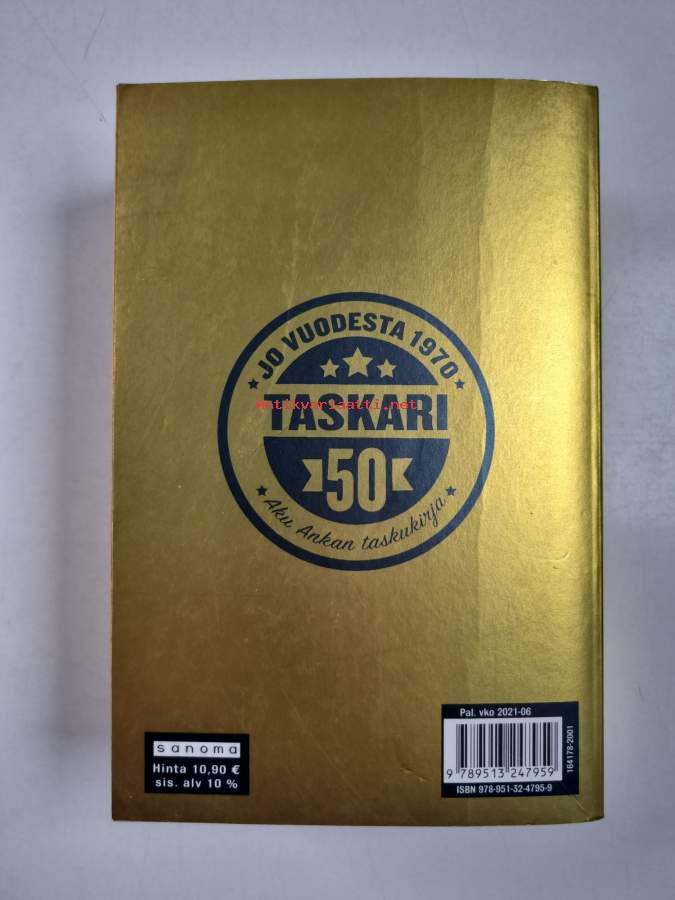 JO VUODESTA 1970
Antikvariaatti.net
TASKARI
50
Aku Ankan taskukirja
Pal. vko 2021-06
sanoma
Hinta 10,90 €
sis. alv 10 %
9 789513 247959
ISBN 978-951-32-4795-9
164178-2001